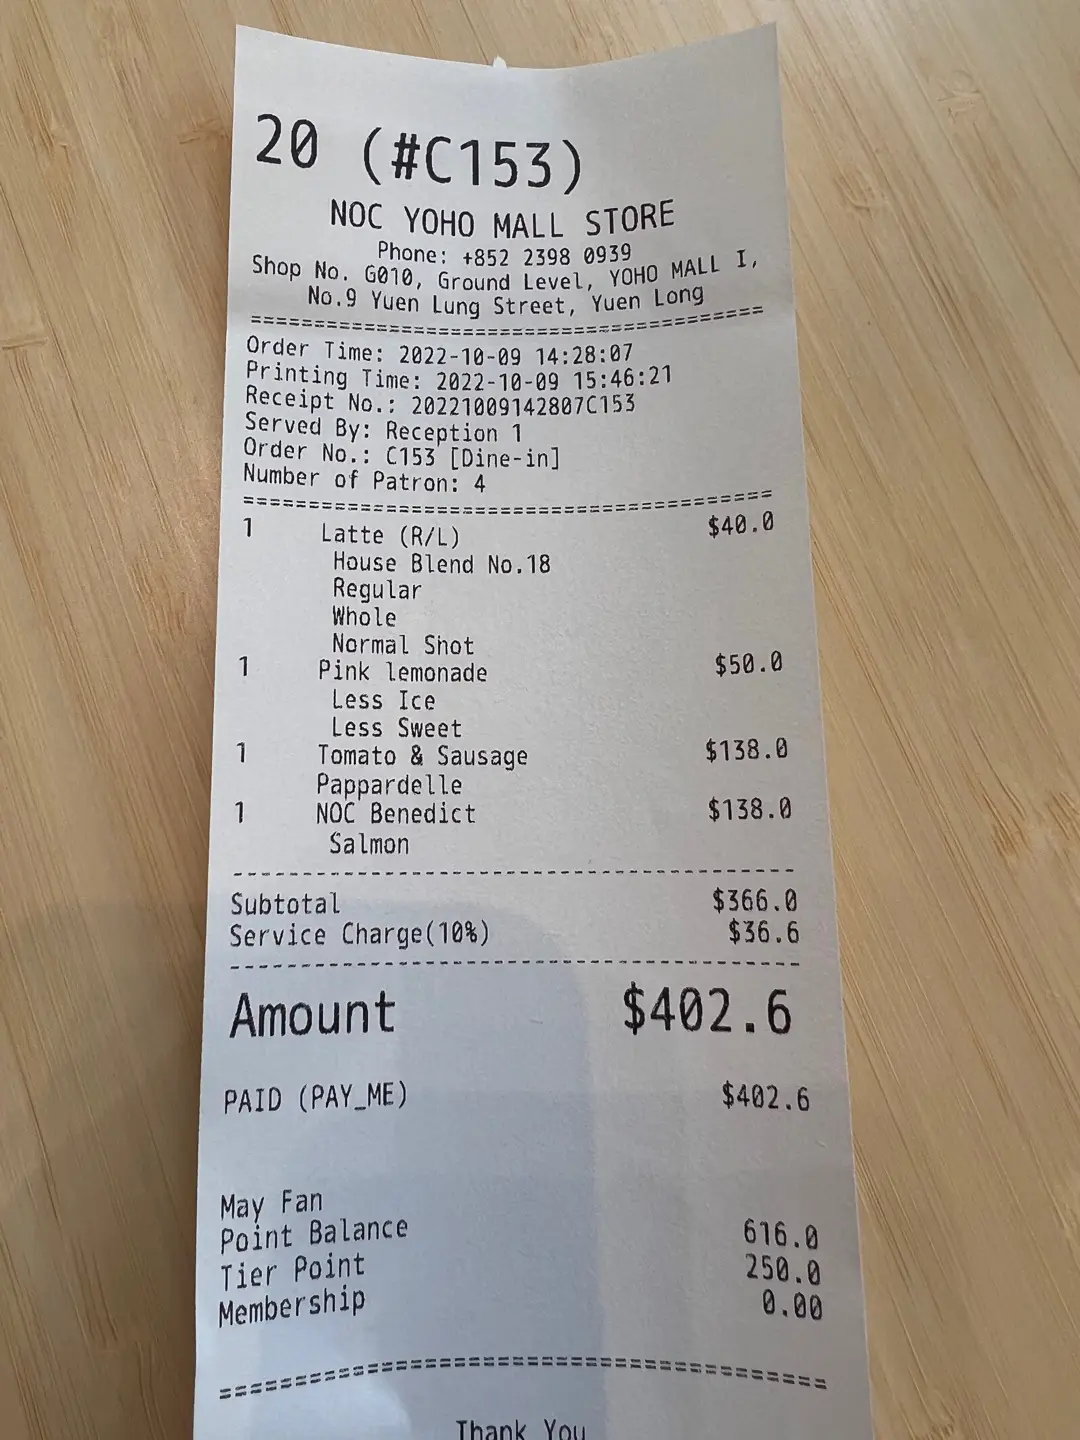 20 (#C153)
NOC YOHO MALL STORE
Phone: +852 2398 0939
Shop No. G010, Ground Level, YOHO MALL I,
No.9 Yuen Lung Street, Yuen Long
==========================================
Order Time: 2022-10-09 14:28:07
Printing Time: 2022-10-09 15:46:21
Receipt No.: 20221009142807C153
Served By: Reception 1
Order No.: C153 [Dine-in]
Number of Patron: 4
==========================================
1 Latte (R/L) $40.0
House Blend No.18
Regular
Whole
Normal Shot
1 Pink lemonade $50.0
Less Ice
Less Sweet
1 Tomato & Sausage $138.0
Pappardelle
1 NOC Benedict $138.0
Salmon
------------------------------------------
Subtotal $366.0
Service Charge(10%) $36.6
------------------------------------------
Amount $402.6
PAID (PAY_ME) $402.6
May Fan
Point Balance 616.0
Tier Point 250.0
Membership 0.00
==========================================
Thank You